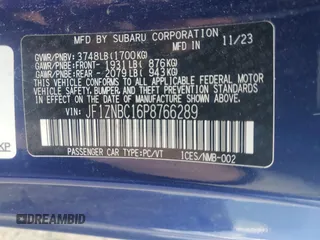 MFD BY SUBARU CORPORATION
GVWR/PNBV: 3748LB(1700KG) IN 11/23
GAWR/PNBE: FRONT- 1931LB( 876KG)
GAWR/PNBE: REAR - 2079LB( 943KG)
THIS VEHICLE CONFORMS TO ALL APPLICABLE FEDERAL MOTOR VEHICLE
SAFETY, BUMPER, AND THEFT PREVENTION STANDARDS IN
EFFECT ON THE DATE OF MANUFACTURE SHOWN ABOVE.
VIN: JF1ZNBC16P8766289
PASSENGER CAR TYPE:PC/VT ICES/NMB-002
KP
DREAMBID